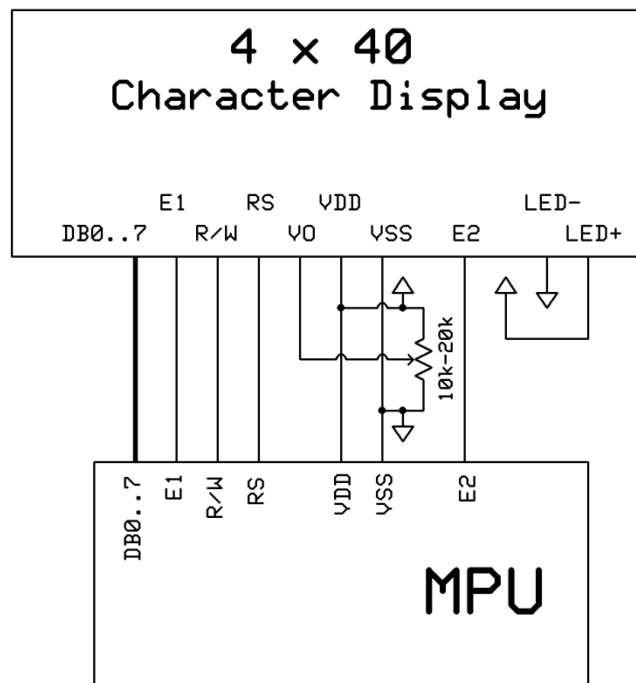 4 x 40
Character Display
E1 RS VDD LED-
DB0..7 R/W VO VSS E2 LED+
10k-20k
DB0..7 E1 R/W RS VDD VSS E2
MPU